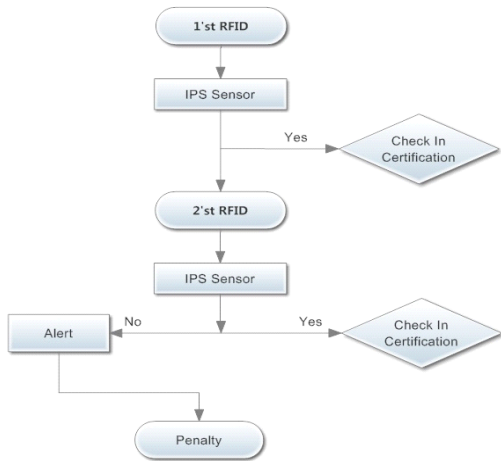 1'st RFID
IPS Sensor
Yes
Check In
Certification
2'st RFID
IPS Sensor
No
Yes
Alert
Check In
Certification
Penalty